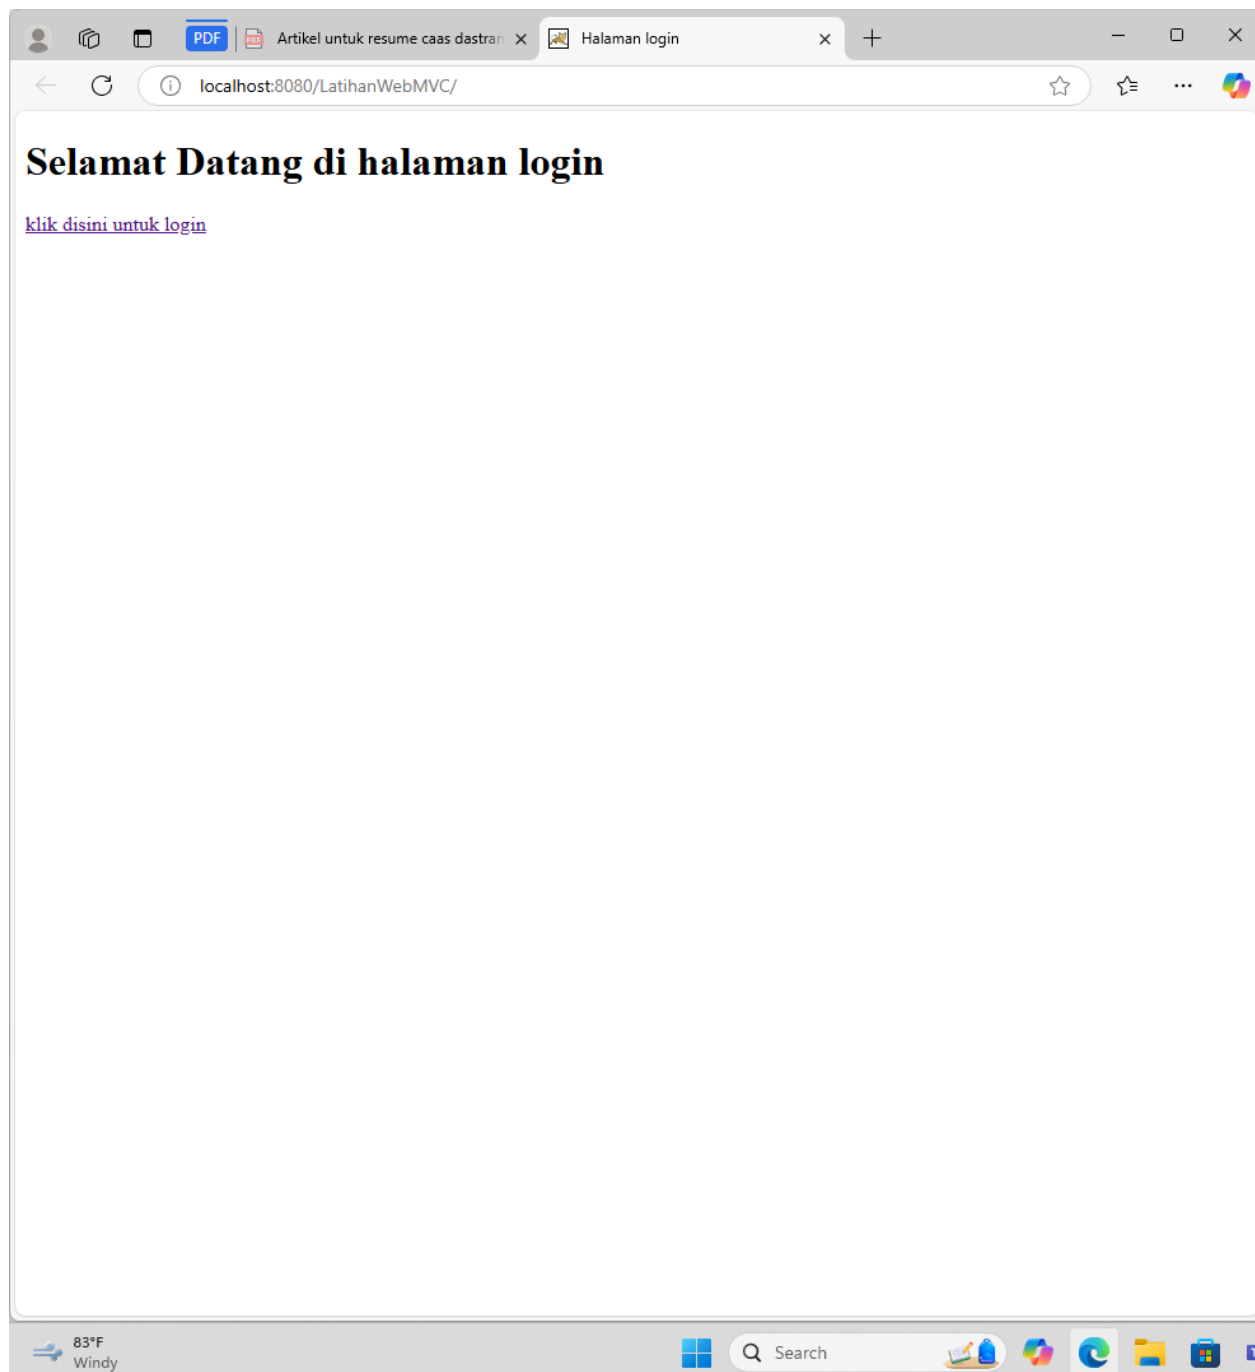 PDF
PDF Artikel untuk resume caas dastran
Halaman login
localhost:8080/LatihanWebMVC/
Selamat Datang di halaman login
klik disini untuk login
83°F
Windy
Search